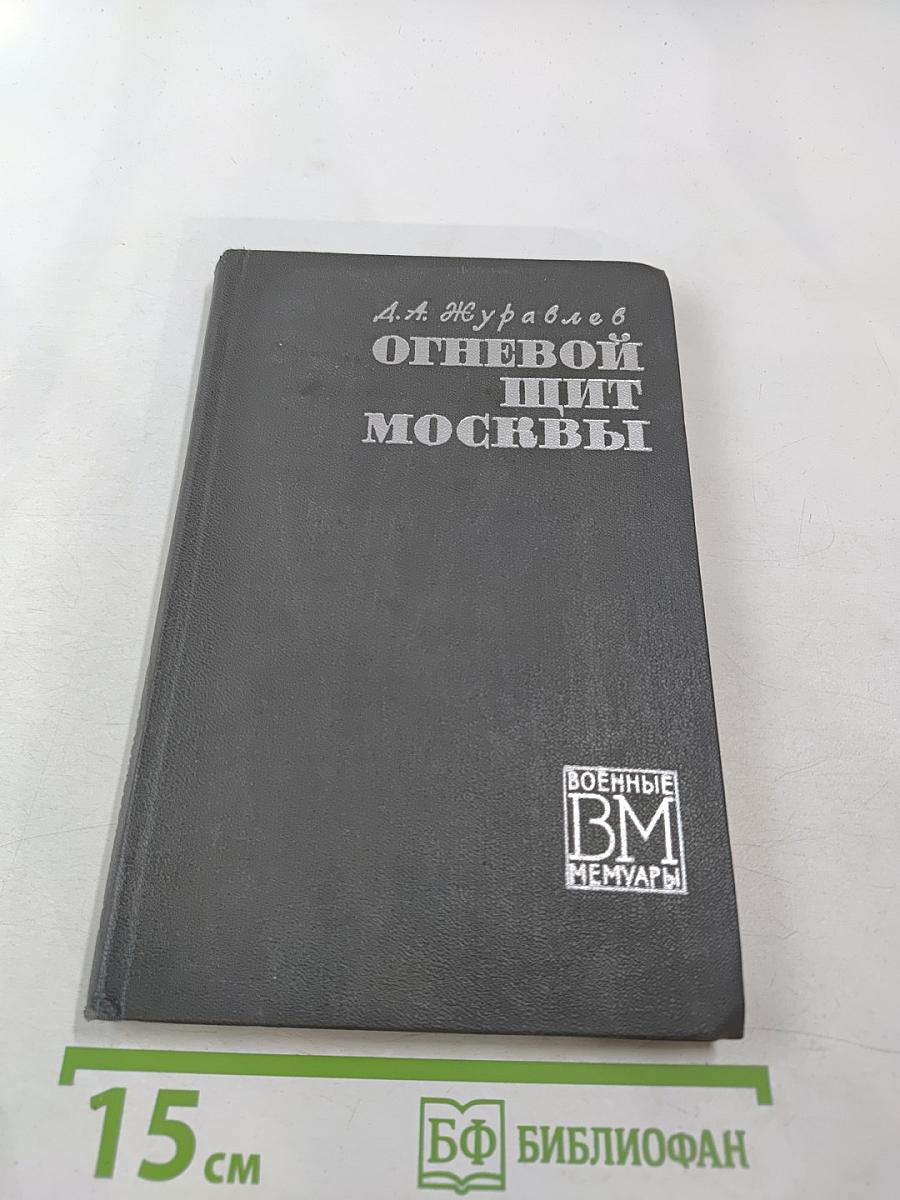 Д. А. Журавлев
ОГНЕВОЙ
ЩИТ
МОСКВЫ
ВОЕННЫЕ
ВМ
МЕМУАРЫ
15 см
БФ БИБЛИОФАН